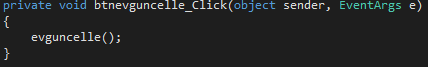 private void btnevguncelle_Click(object sender, EventArgs e)
{
    evguncelle();
}